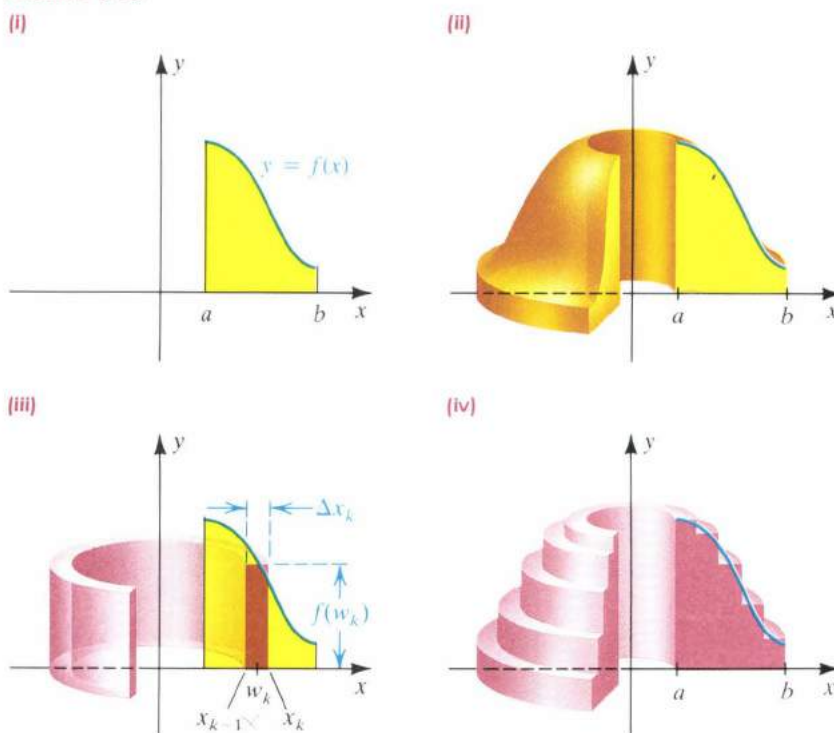 (i)
y
y = f(x)
a
b
x
(ii)
y
a
b
x
(iii)
y
Δx_k
f(w_k)
w_k
x
x_{k-1}
x_k
(iv)
y
a
b
x